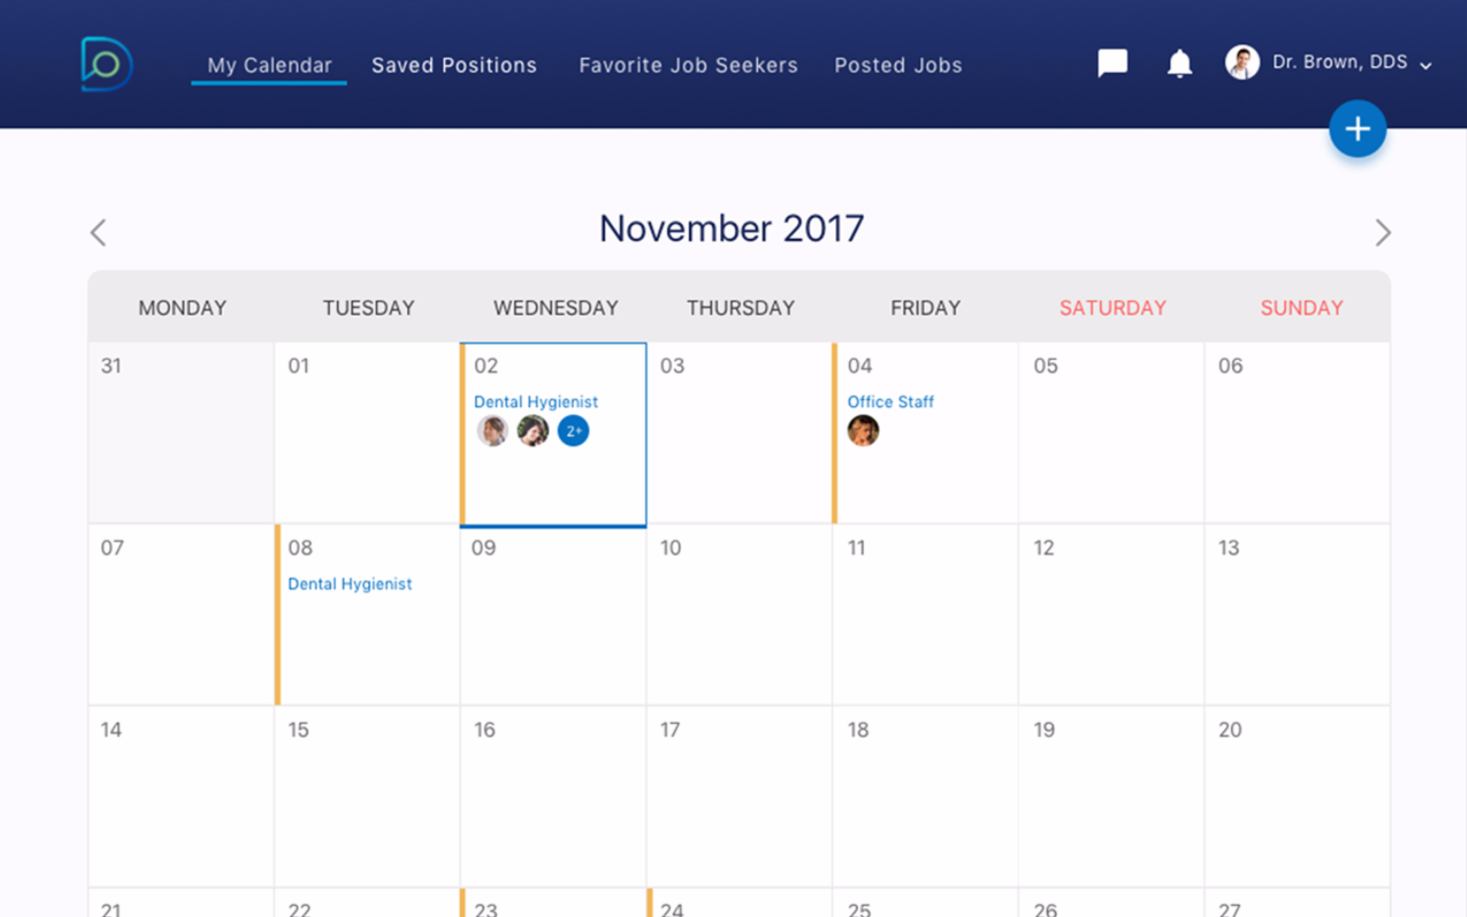 My Calendar Saved Positions Favorite Job Seekers Posted Jobs Dr. Brown, DDS
+
November 2017
MONDAY TUESDAY WEDNESDAY THURSDAY FRIDAY SATURDAY SUNDAY
31 01 02 03 04 05 06
Dental Hygienist Office Staff
2+
07 08 09 10 11 12 13
Dental Hygienist
14 15 16 17 18 19 20
21 22 23 24 25 26 27